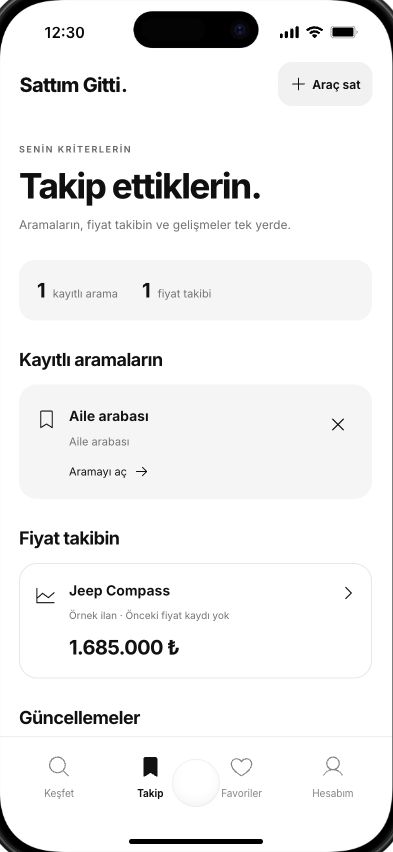 12:30
Sattım Gitti.
Araç sat
SENİN KRİTERLERİN
Takip ettiklerin.
Aramaların, fiyat takibin ve gelişmeler tek yerde.
1 kayıtlı arama 1 fiyat takibi
Kayıtlı aramaların
Aile arabası
Aile arabası
Aramayı aç
Fiyat takibin
Jeep Compass
Örnek ilan · Önceki fiyat kaydı yok
1.685.000 ₺
Güncellemeler
Keşfet Takip Favoriler Hesabım